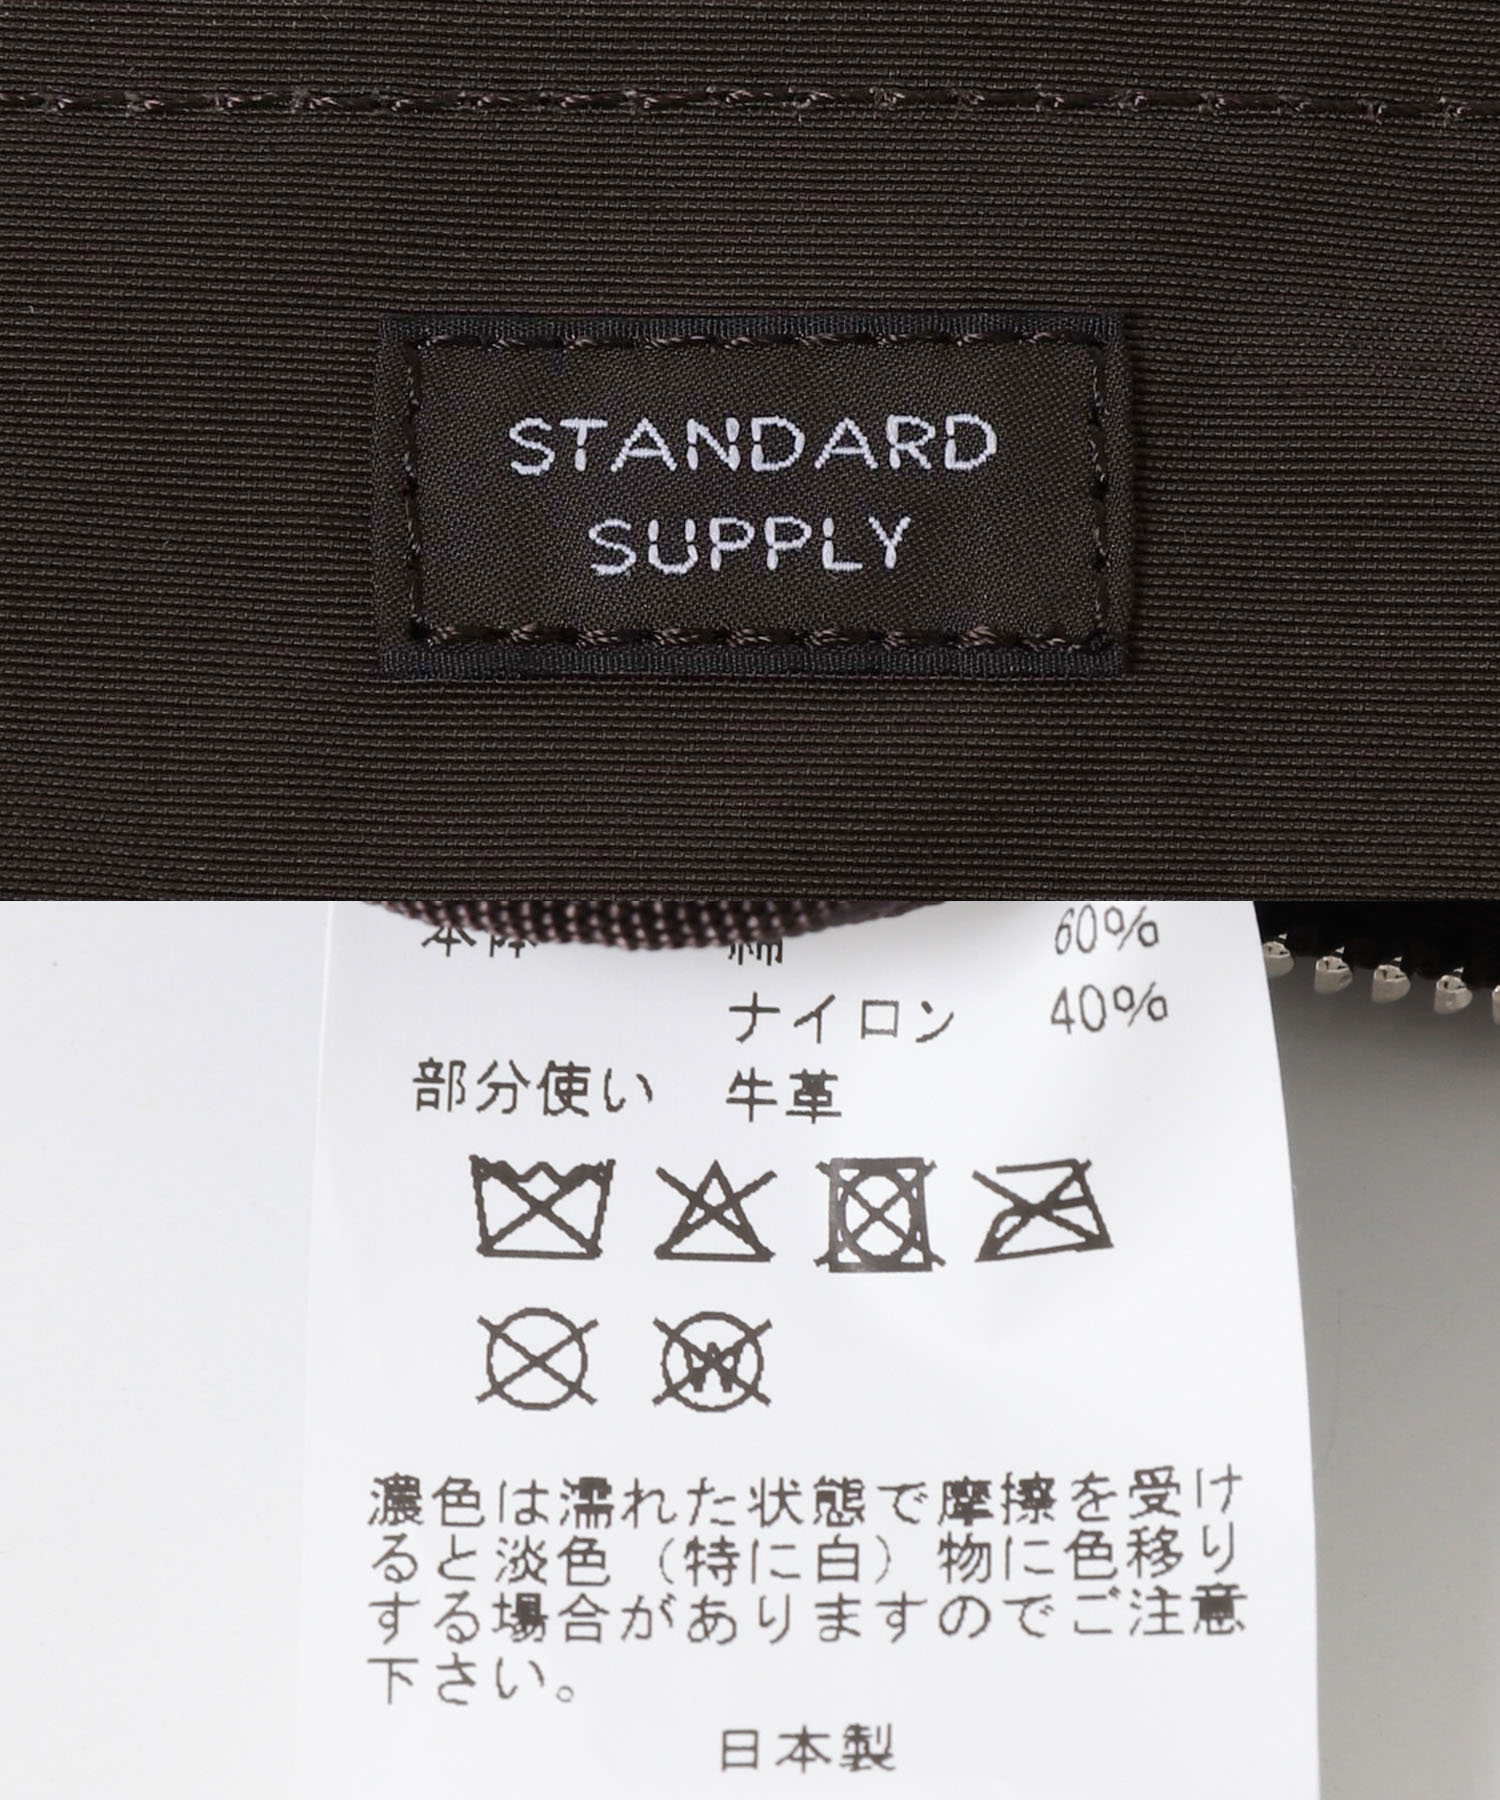 STANDARD
SUPPLY
本体 綿 60%
ナイロン 40%
部分使い 牛革
W
濃色は濡れた状態で摩擦を受け
ると淡色（特に白）物に色移り
する場合がありますのでご注意
下さい。
日本製